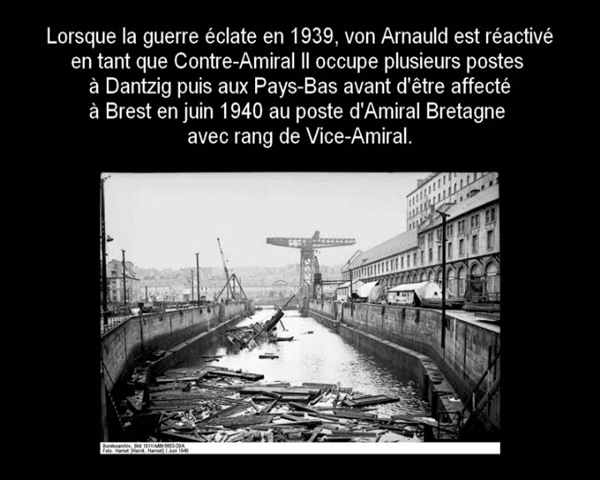 Lorsque la guerre éclate en 1939, von Arnauld est réactivé
en tant que Contre-Amiral II occupe plusieurs postes
à Dantzig puis aux Pays-Bas avant d'être affecté
à Brest en juin 1940 au poste d'Amiral Bretagne
avec rang de Vice-Amiral.
Bundesarchiv, Bild
Foto: | Juni 1940